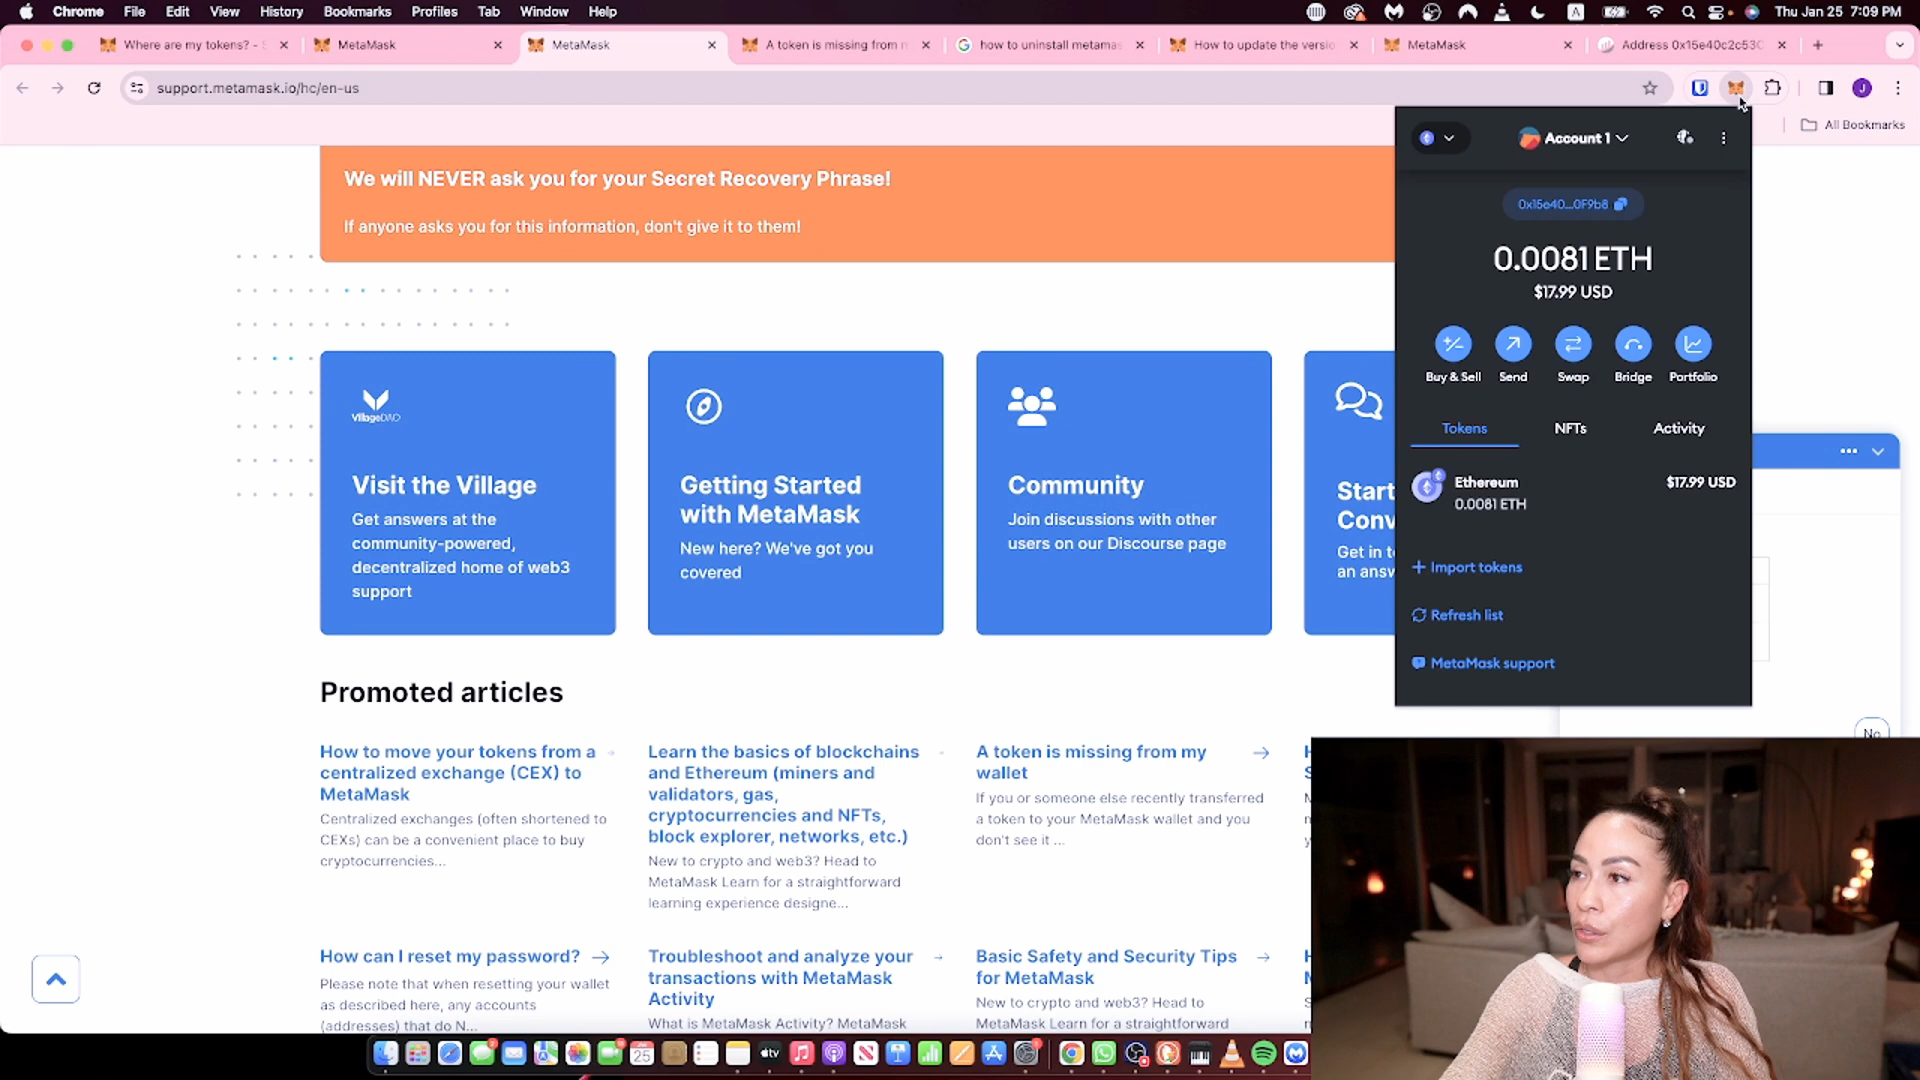 Chrome File Edit View History Bookmarks Profiles Tab Window Help
A
Thu Jan 25 7:09 PM
Where are my tokens? - S
MetaMask
MetaMask
A token is missing from m
how to uninstall metamas
How to update the versio
MetaMask
Address 0x15e40c2c53C
support.metamask.io/hc/en-us
J
All Bookmarks
We will NEVER ask you for your Secret Recovery Phrase!
If anyone asks you for this information, don't give it to them!
VillageDAO
Visit the Village
Get answers at the
community-powered,
decentralized home of web3
support
Getting Started
with MetaMask
New here? We've got you
covered
Community
Join discussions with other
users on our Discourse page
Start
Conv
Get in t
an answ
Account 1
0x15e40...0F9b8
0.0081 ETH
$17.99 USD
Buy & Sell
Send
Swap
Bridge
Portfolio
Tokens
NFTs
Activity
Ethereum
$17.99 USD
0.0081 ETH
+ Import tokens
Refresh list
MetaMask support
No
Promoted articles
How to move your tokens from a
centralized exchange (CEX) to
MetaMask
Centralized exchanges (often shortened to
CEXs) can be a convenient place to buy
cryptocurrencies...
Learn the basics of blockchains
and Ethereum (miners and
validators, gas,
cryptocurrencies and NFTs,
block explorer, networks, etc.)
New to crypto and web3? Head to
MetaMask Learn for a straightforward
learning experience designe...
A token is missing from my
wallet
If you or someone else recently transferred
a token to your MetaMask wallet and you
don't see it ...
How can I reset my password?
Please note that when resetting your wallet
as described here, any accounts
(addresses) that do N...
Troubleshoot and analyze your
transactions with MetaMask
Activity
What is MetaMask Activity? MetaMask
Basic Safety and Security Tips
for MetaMask
New to crypto and web3? Head to
MetaMask Learn for a straightforward
25
tv